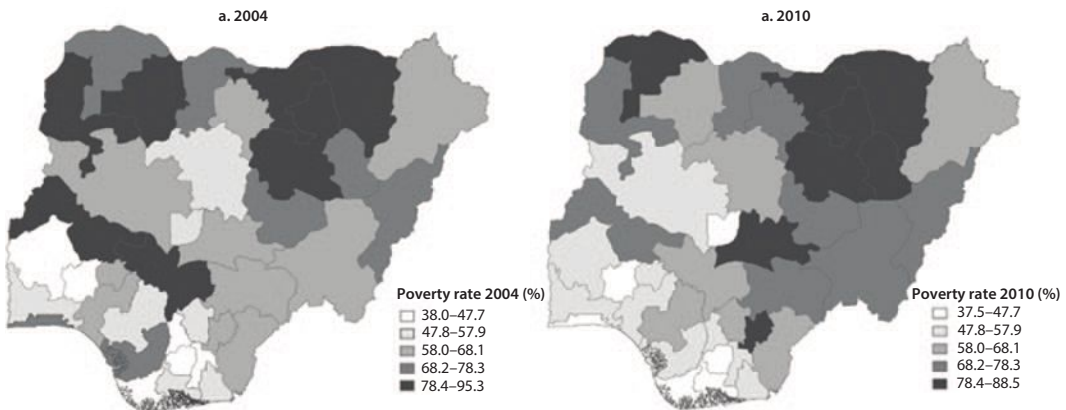 a. 2004
Poverty rate 2004 (%)
38.0–47.7
47.8–57.9
58.0–68.1
68.2–78.3
78.4–95.3
a. 2010
Poverty rate 2010 (%)
37.5–47.7
47.8–57.9
58.0–68.1
68.2–78.3
78.4–88.5